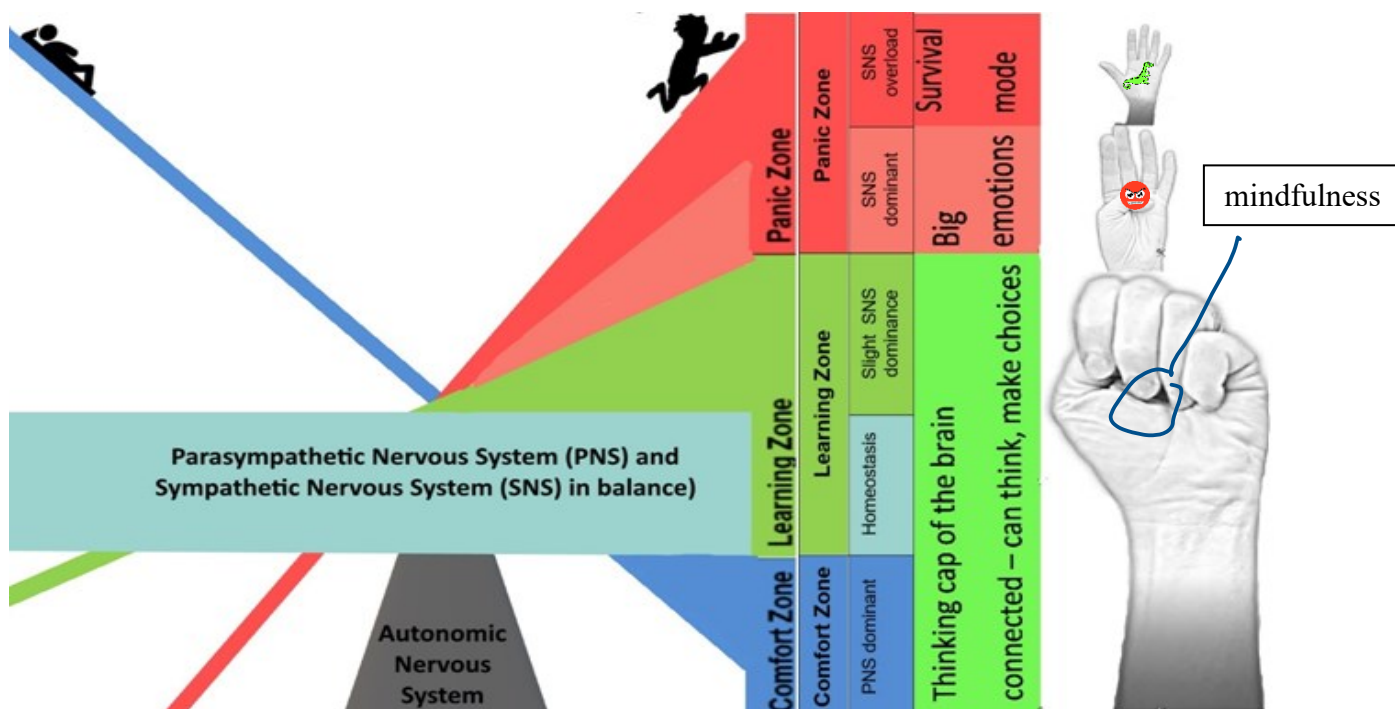 Parasympathetic Nervous System (PNS) and
Sympathetic Nervous System (SNS) in balance)
Autonomic
Nervous
System
Panic Zone
Learning Zone
Comfort Zone
Panic Zone
Learning Zone
Comfort Zone
SNS
overload
SNS
dominant
Slight SNS
dominance
Homeostasis
PNS dominant
Survival
mode
Big
emotions
Thinking cap of the brain
connected – can think, make choices
mindfulness